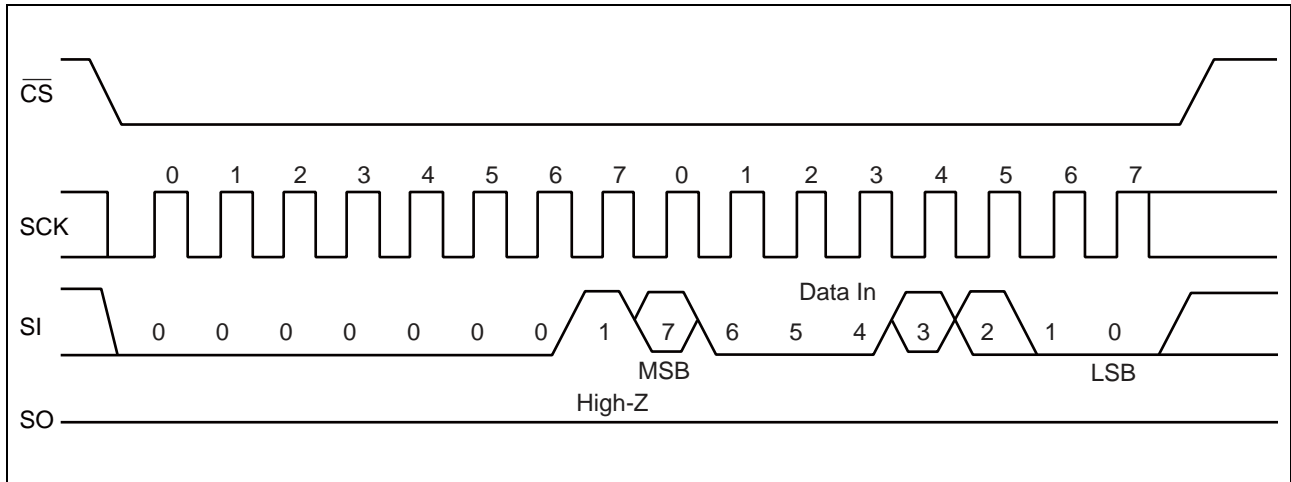 CS
0 1 2 3 4 5 6 7 0 1 2 3 4 5 6 7
SCK
Data In
SI 0 0 0 0 0 0 0 1 7 6 5 4 3 2 1 0
MSB LSB
High-Z
SO